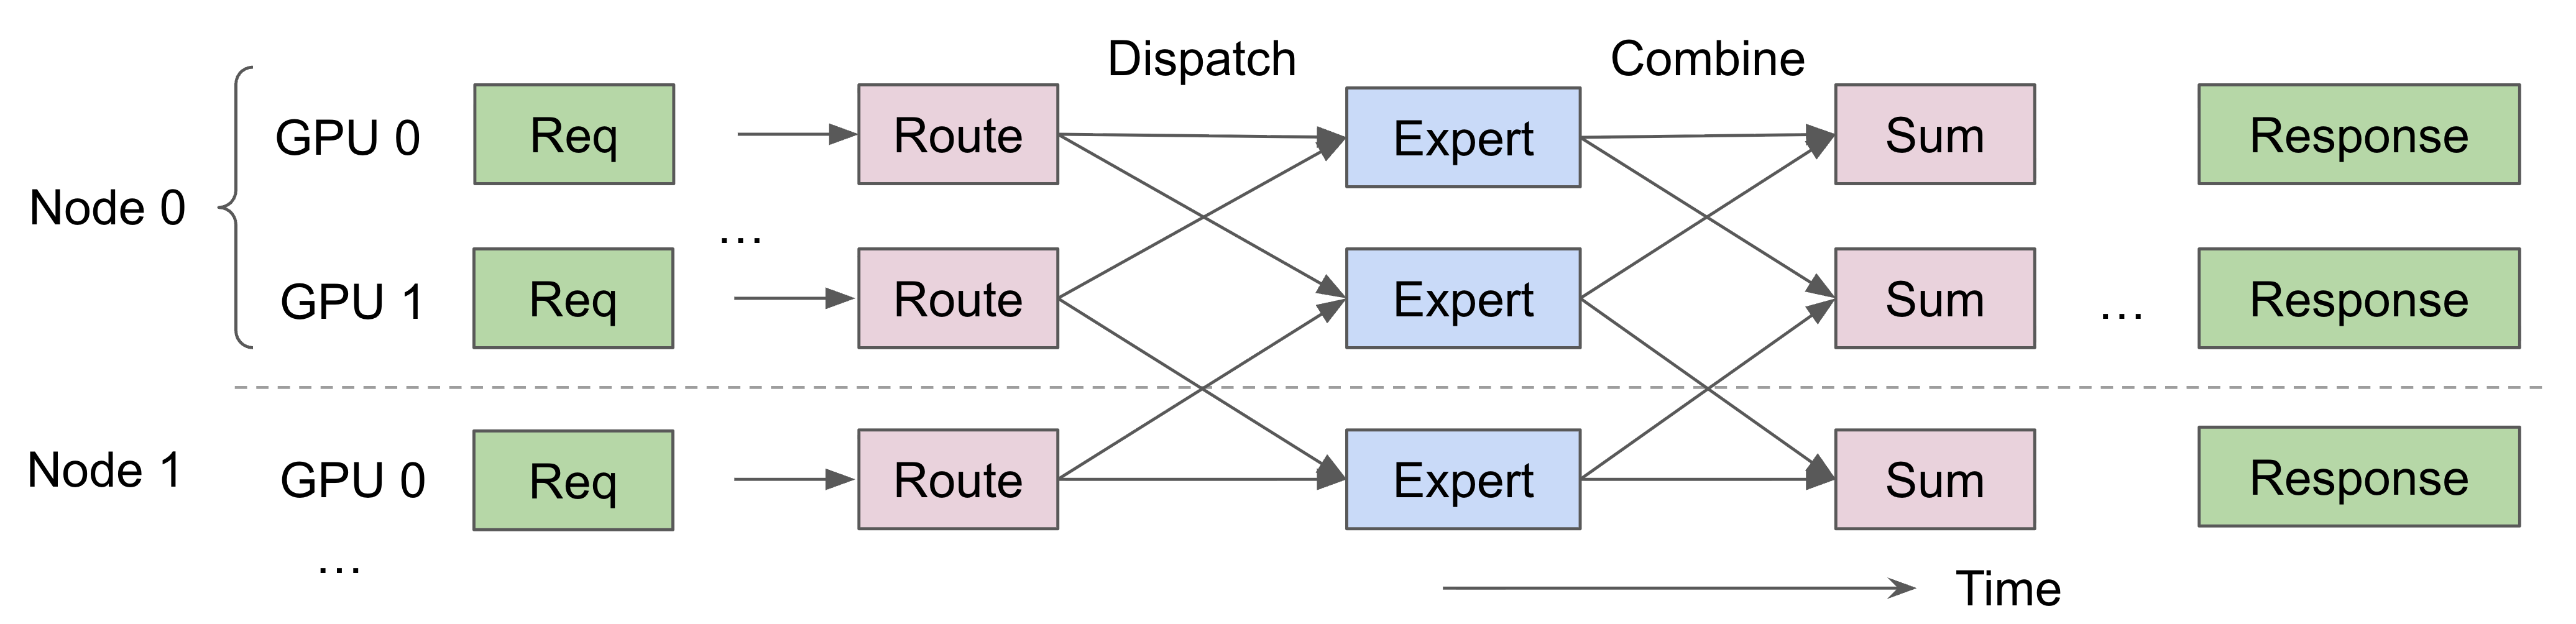 Dispatch Combine
GPU 0 Req Route Expert Sum Response
Node 0
...
GPU 1 Req Route Expert Sum ... Response
Node 1 GPU 0 Req Route Expert Sum Response
...
Time